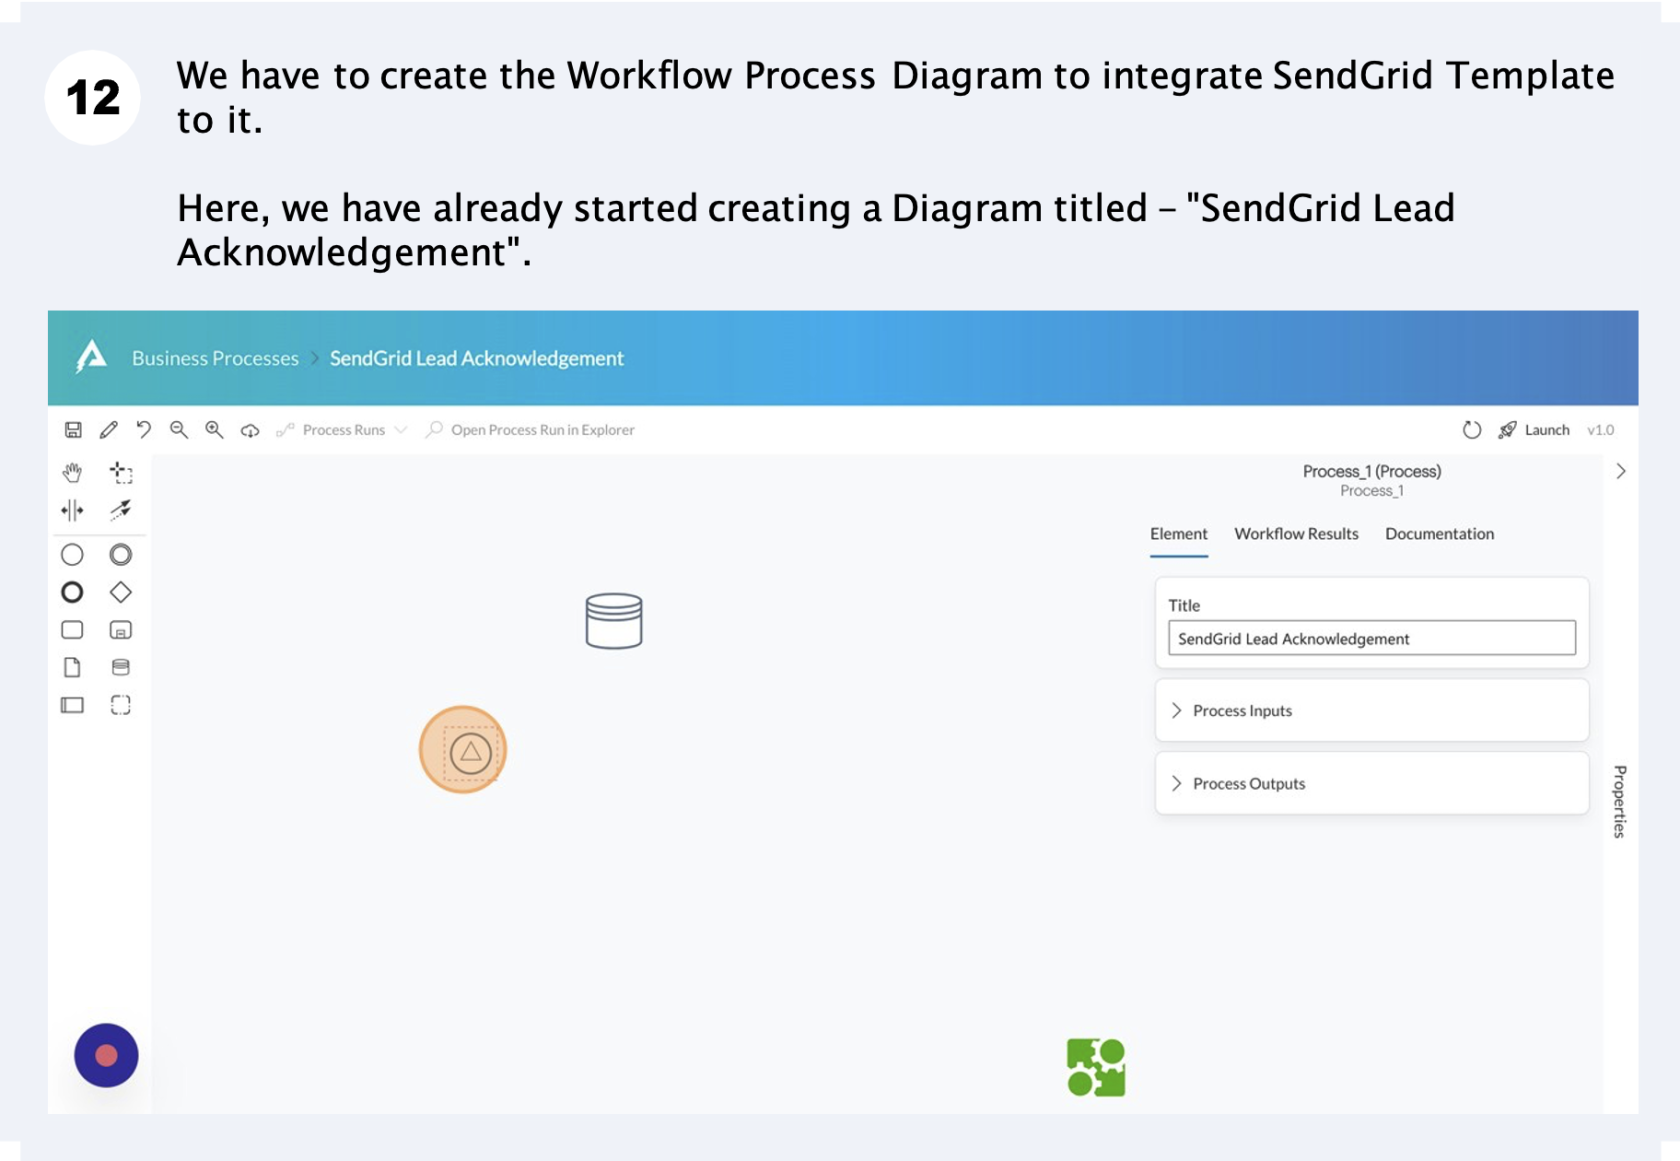 12
We have to create the Workflow Process Diagram to integrate SendGrid Template
to it.
Here, we have already started creating a Diagram titled – "SendGrid Lead
Acknowledgement".
Business Processes > SendGrid Lead Acknowledgement
Process Runs
Open Process Run in Explorer
Launch
v1.0
Process_1 (Process)
Process_1
Element
Workflow Results
Documentation
Title
SendGrid Lead Acknowledgement
Process Inputs
Process Outputs
Properties